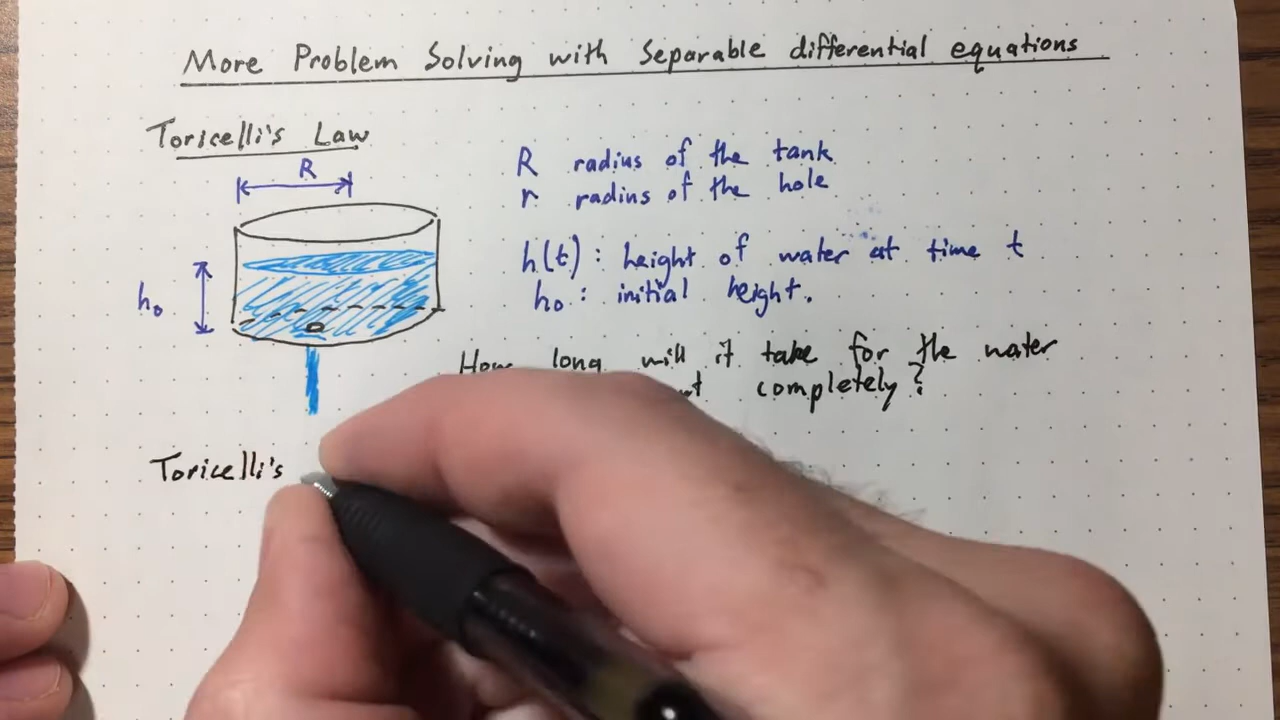 More Problem Solving with Separable differential equations
Toricelli's Law
R
R radius of the tank
r radius of the hole
h(t) : height of water at time t
h₀ : initial height.
h₀
How long will it take for the water
completely?
Toricelli's